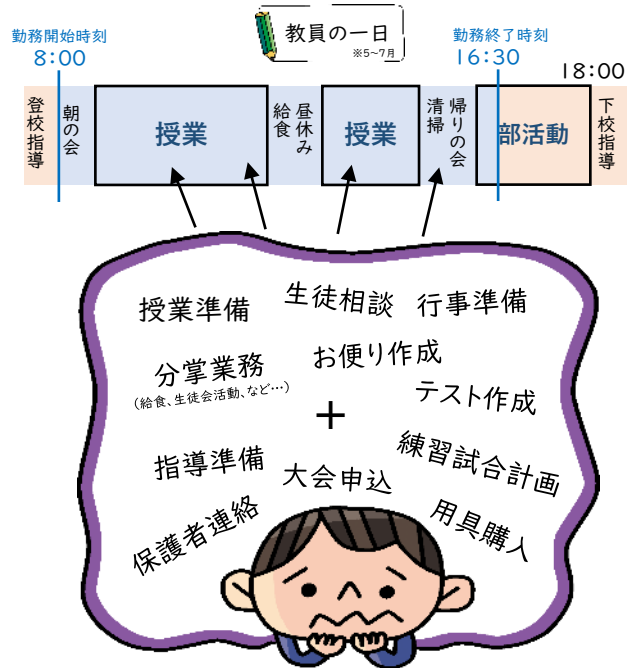 教員の一日
※5~7月
勤務開始時刻
8:00
勤務終了時刻
16:30
18:00
登校指導
朝の会
授業
給食
昼休み
授業
清掃
帰りの会
部活動
下校指導
授業準備
生徒相談
行事準備
分掌業務
(給食、生徒会活動、など…)
お便り作成
テスト作成
+
指導準備
大会申込
練習試合計画
保護者連絡
用具購入